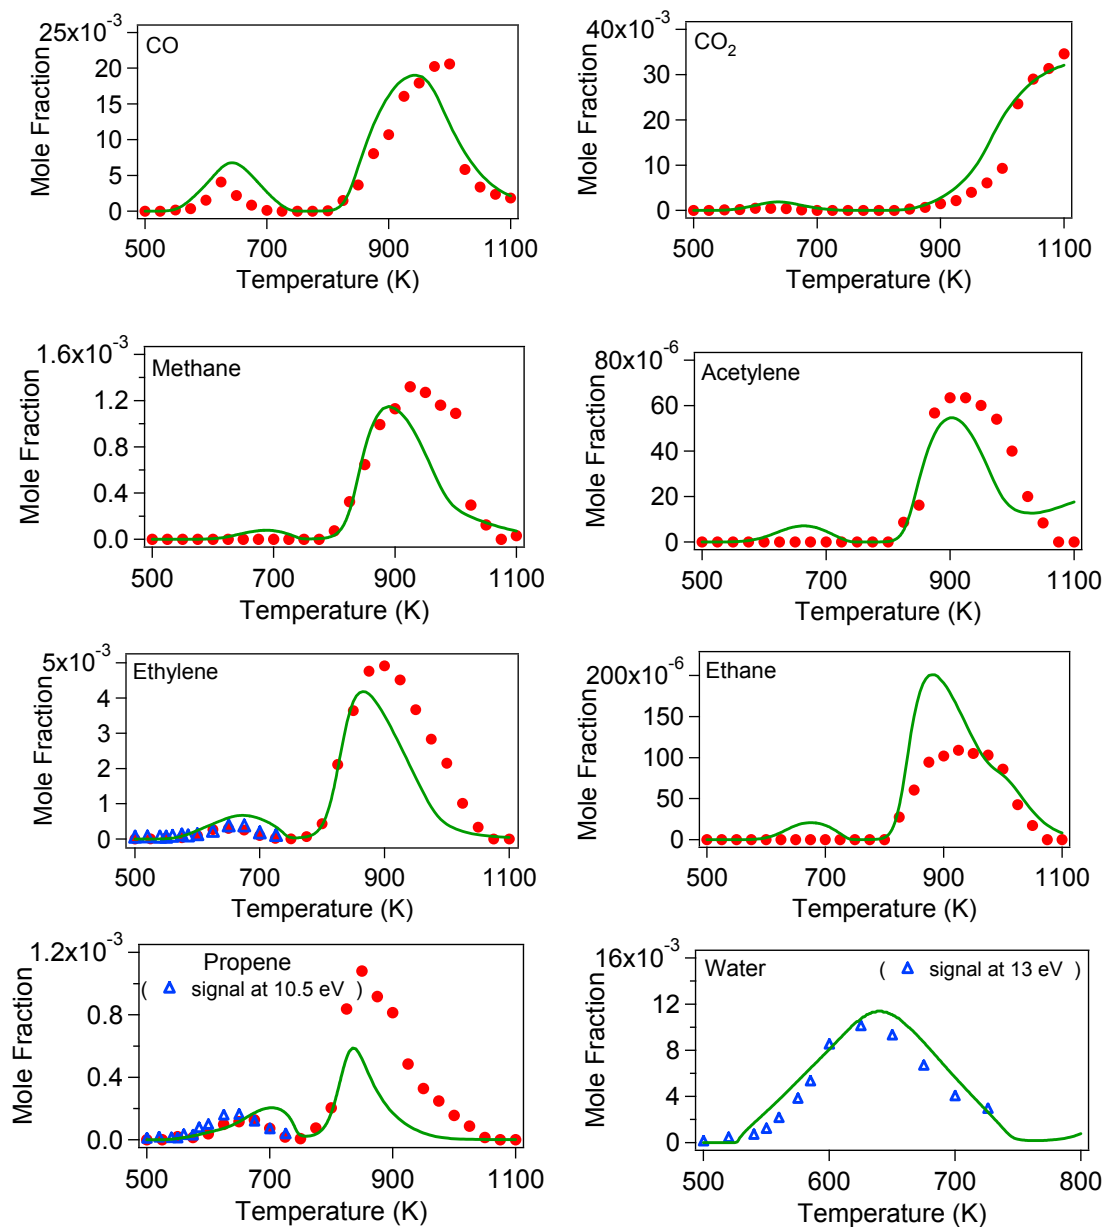 25x10⁻³
CO
20
15
10
5
0
Mole Fraction
500
700
900
1100
Temperature (K)
40x10⁻³
CO₂
30
20
10
0
Mole Fraction
500
700
900
1100
Temperature (K)
1.6x10⁻³
Methane
1.2
0.8
0.4
0.0
Mole Fraction
500
700
900
1100
Temperature (K)
80x10⁻⁶
Acetylene
60
40
20
0
Mole Fraction
500
700
900
1100
Temperature (K)
5x10⁻³
Ethylene
4
3
2
1
0
Mole Fraction
500
700
900
1100
Temperature (K)
200x10⁻⁶
Ethane
150
100
50
0
Mole Fraction
500
700
900
1100
Temperature (K)
1.2x10⁻³
Propene
( △ signal at 10.5 eV )
0.8
0.4
0.0
Mole Fraction
500
700
900
1100
Temperature (K)
16x10⁻³
Water ( △ signal at 13 eV )
12
8
4
0
Mole Fraction
500
600
700
800
Temperature (K)